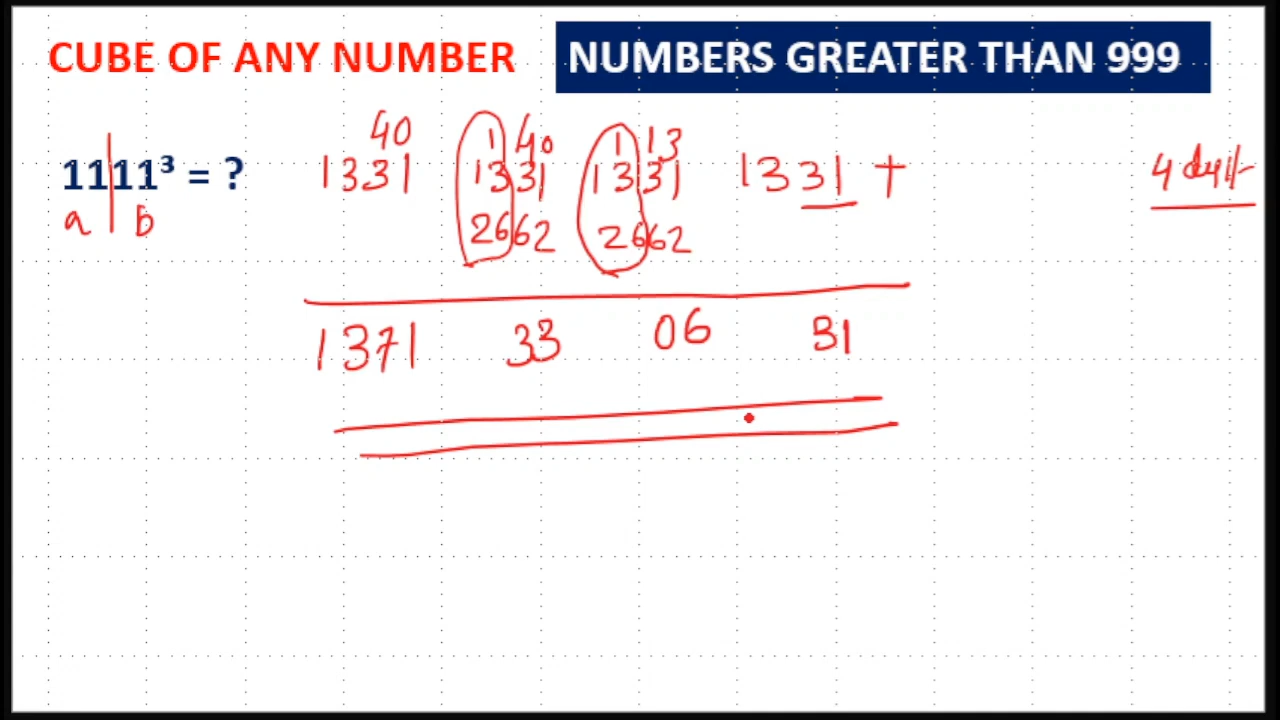 CUBE OF ANY NUMBER NUMBERS GREATER THAN 999
40 1 40 1 13
1111³ = ? 1331 1331 1331 1331 +
a b 2662 2662
1371 33 06 31
4